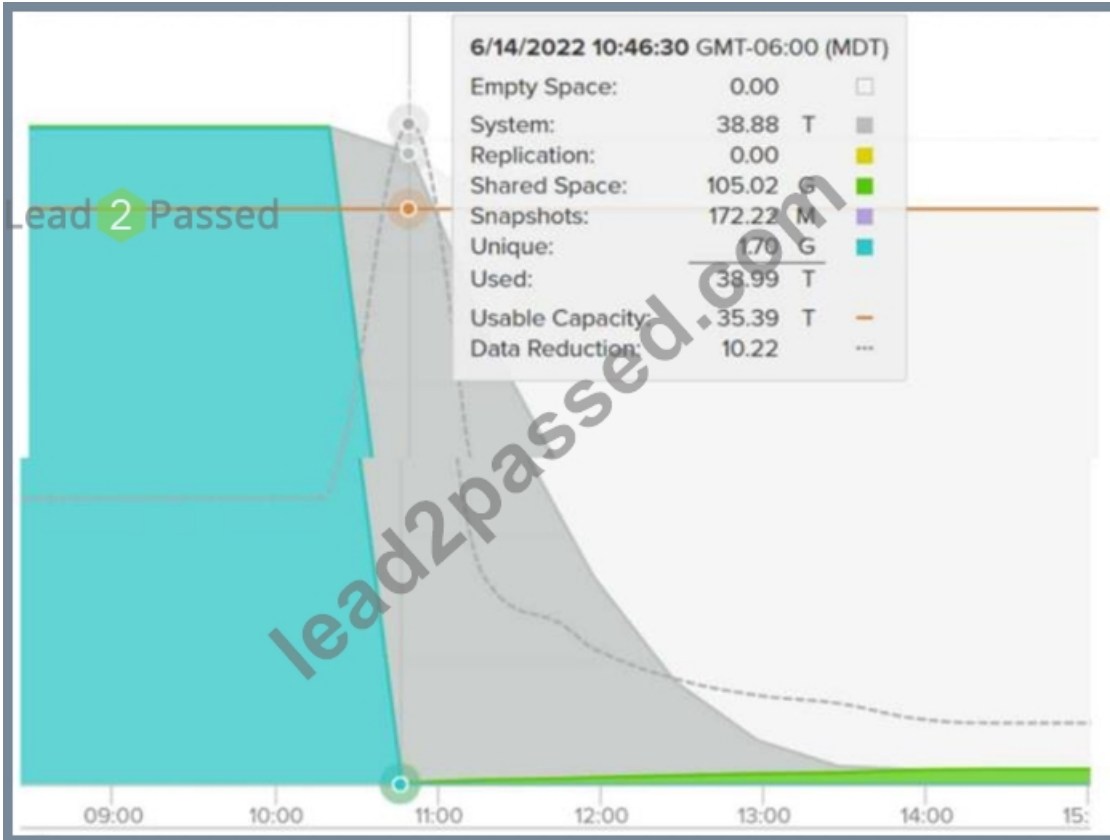 6/14/2022 10:46:30 GMT-06:00 (MDT)
Empty Space: 0.00
System: 38.88 T
Replication: 0.00
Shared Space: 105.02 G
Snapshots: 172.22 M
Unique: 1.70 G
Used: 38.99 T
Usable Capacity: 35.39 T
Data Reduction: 10.22
Lead 2 Passed
lead2passed.com
09:00 10:00 11:00 12:00 13:00 14:00 15: